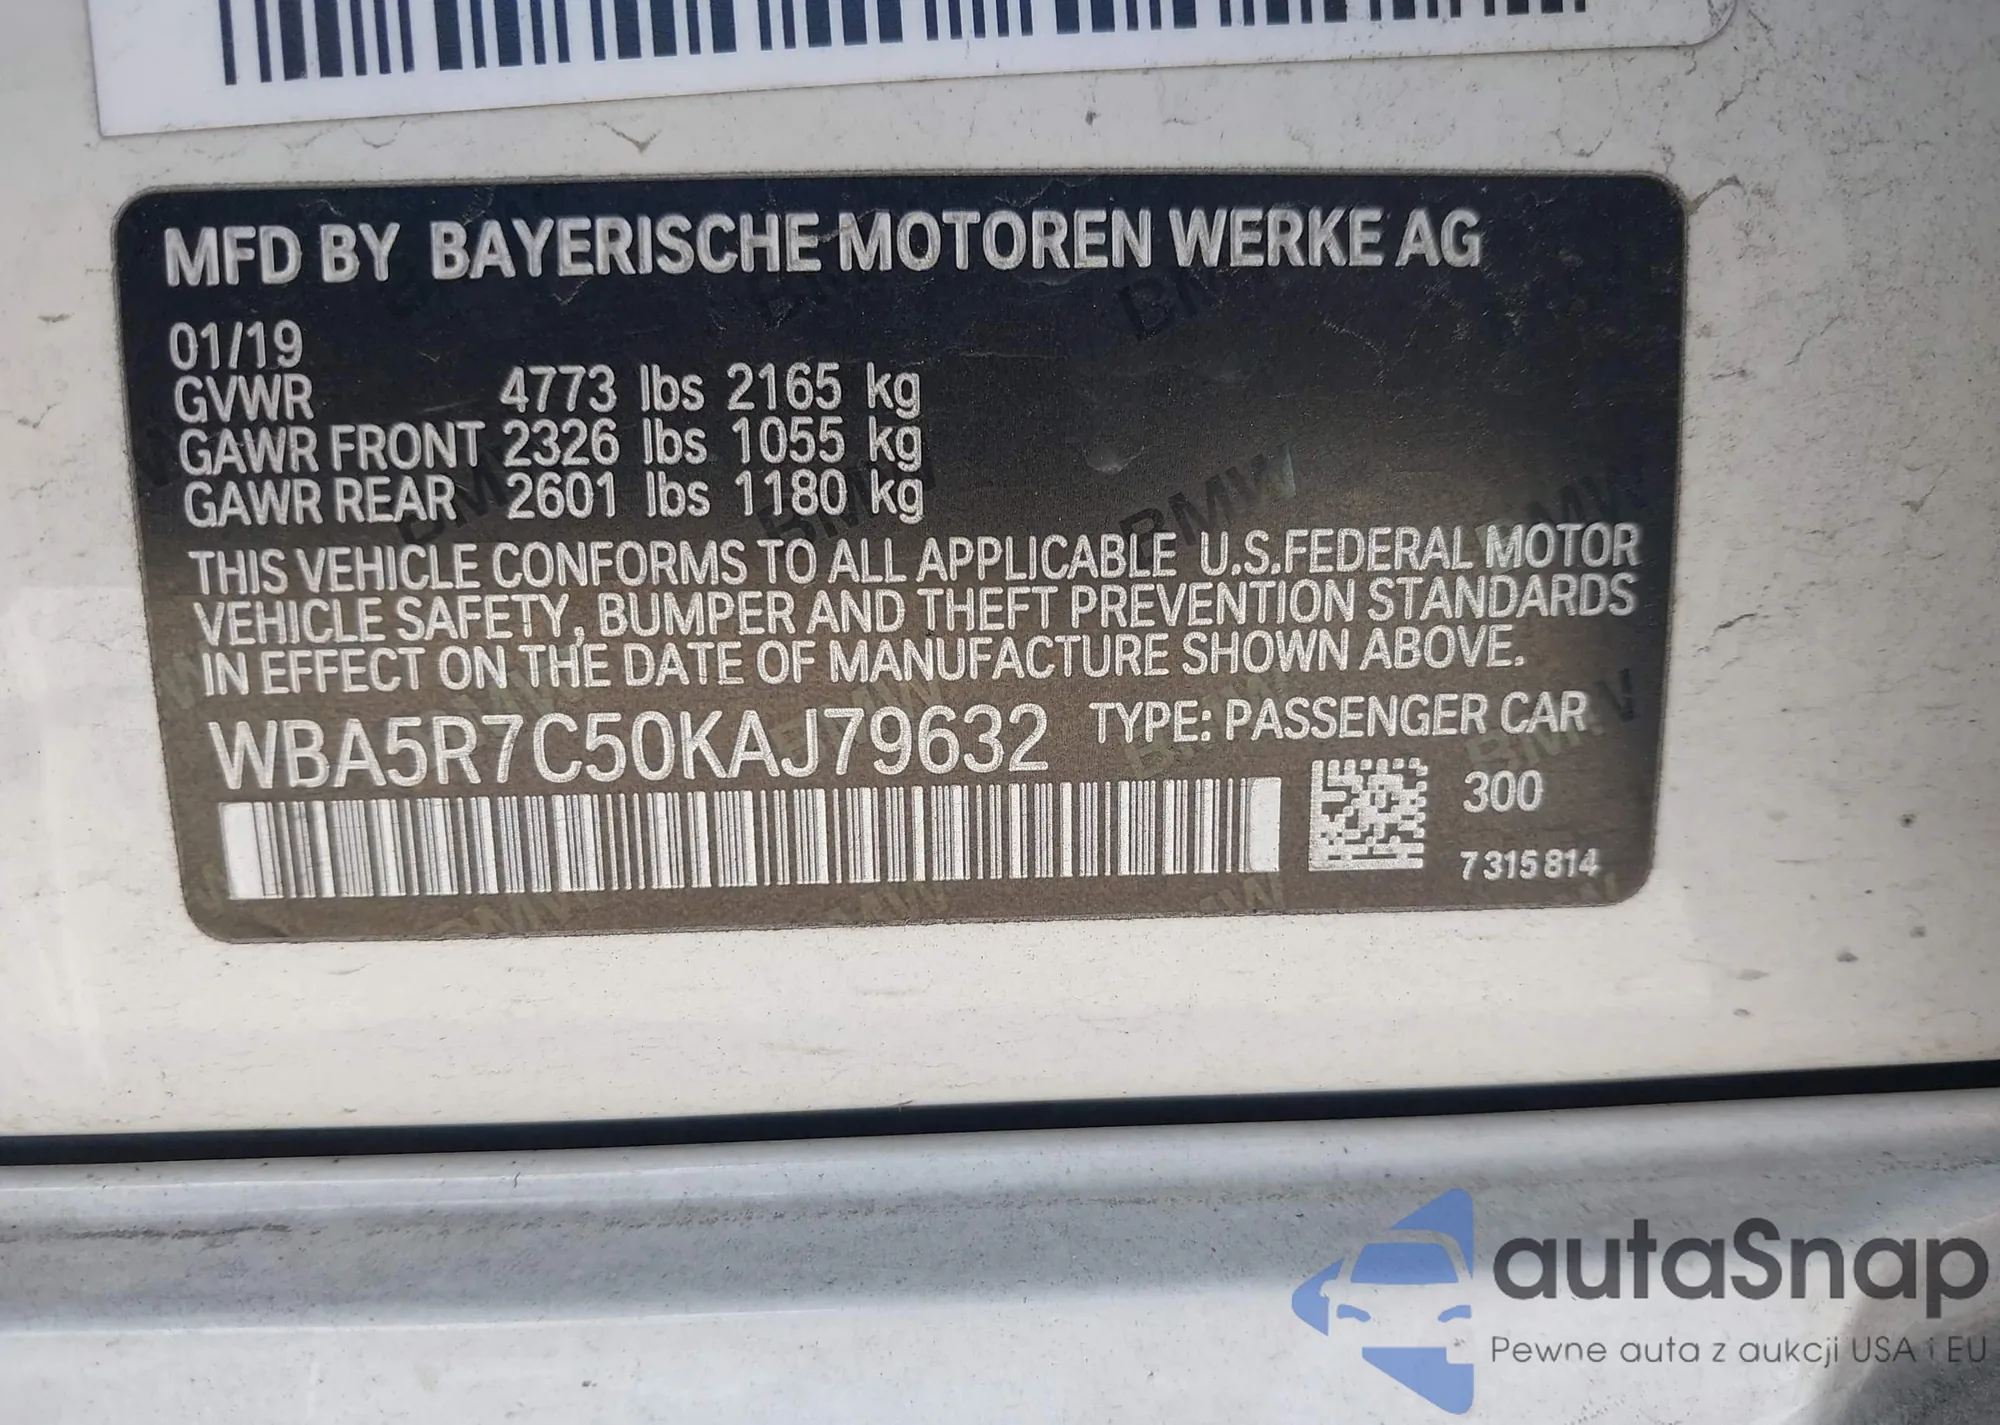 MFD BY BAYERISCHE MOTOREN WERKE AG
01/19
GVWR 4773 lbs 2165 kg
GAWR FRONT 2326 lbs 1055 kg
GAWR REAR 2601 lbs 1180 kg
THIS VEHICLE CONFORMS TO ALL APPLICABLE U.S.FEDERAL MOTOR
VEHICLE SAFETY, BUMPER AND THEFT PREVENTION STANDARDS
IN EFFECT ON THE DATE OF MANUFACTURE SHOWN ABOVE.
WBA5R7C50KAJ79632 TYPE: PASSENGER CAR
300
7315814
autaSnap
Pewne auta z aukcji USA i EU